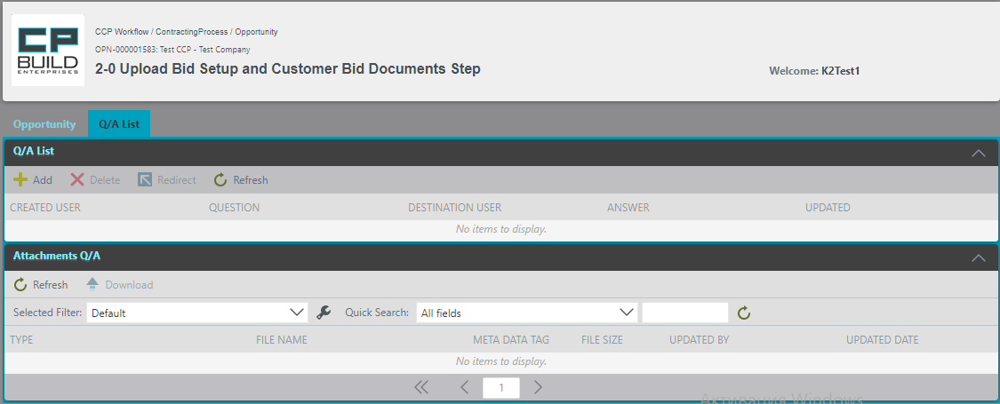 CP
BUILD
ENTERPRISES
CCP Workflow / ContractingProcess / Opportunity
OPN-000001583: Test CCP - Test Company
2-0 Upload Bid Setup and Customer Bid Documents Step
Welcome: K2Test1
Opportunity Q/A List
Q/A List
Add Delete Redirect Refresh
CREATED USER QUESTION DESTINATION USER ANSWER UPDATED
No items to display.
Attachments Q/A
Refresh Download
Selected Filter: Default Quick Search: All fields
TYPE FILE NAME META DATA TAG FILE SIZE UPDATED BY UPDATED DATE
No items to display.
1
Активация Windows